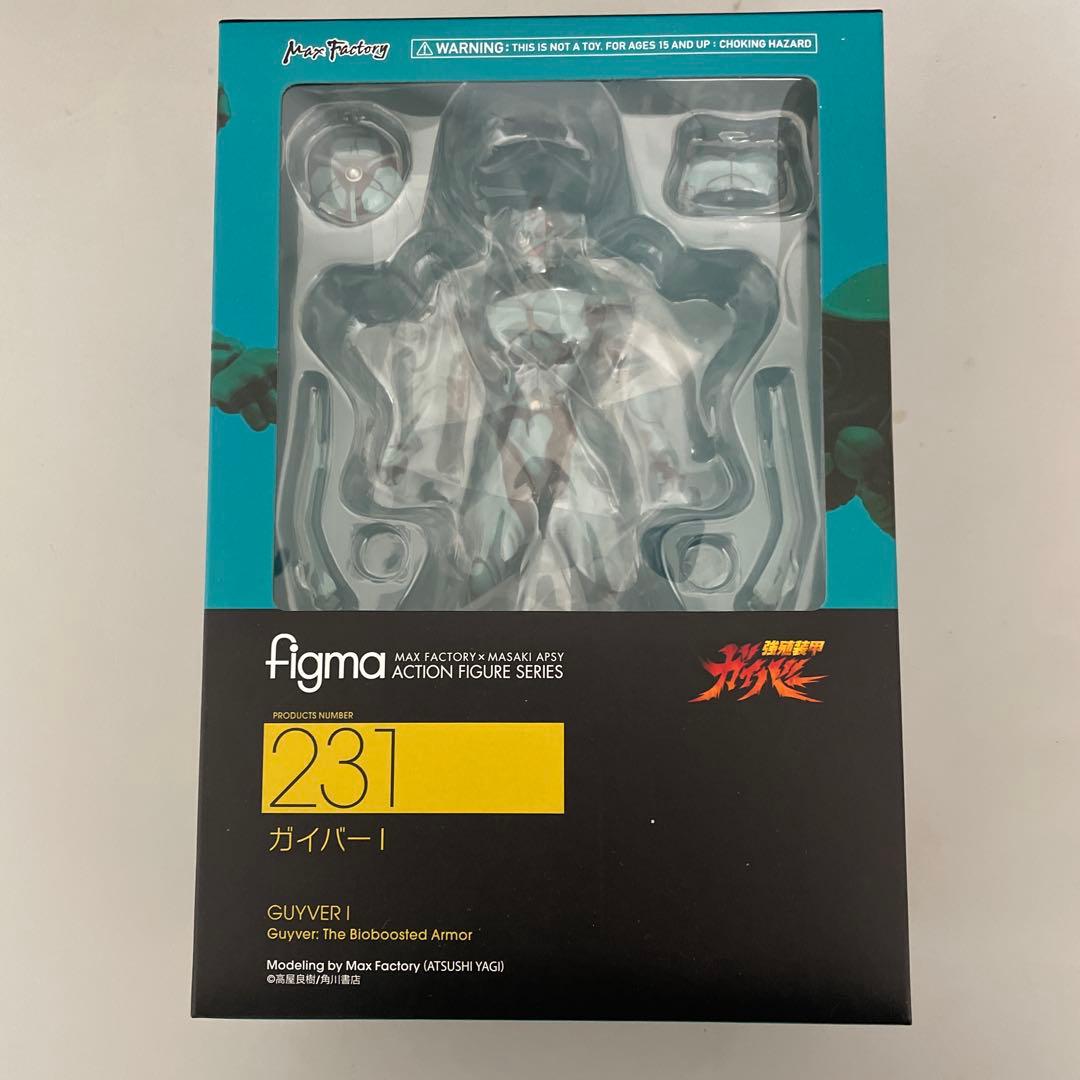 Max Factory
⚠ WARNING: THIS IS NOT A TOY. FOR AGES 15 AND UP : CHOKING HAZARD
figma
MAX FACTORY × MASAKI APSY
ACTION FIGURE SERIES
強殖装甲
ガイバー
PRODUCTS NUMBER
231
ガイバーI
GUYVER I
Guyver: The Bioboosted Armor
Modeling by Max Factory (ATSUSHI YAGI)
©高屋良樹/角川書店